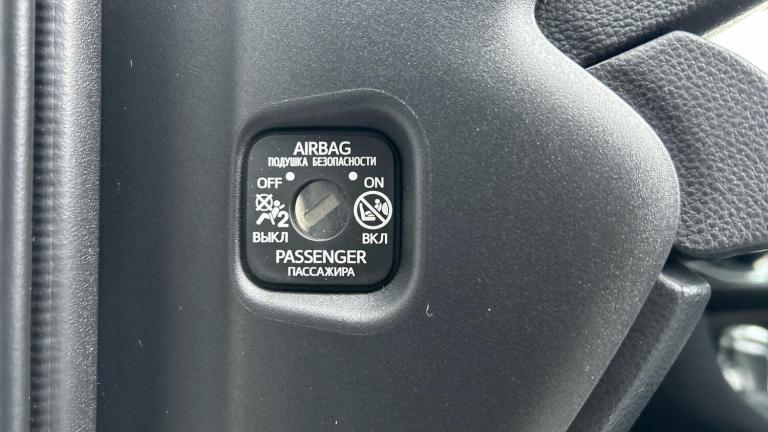 AIRBAG
ПОДУШКА БЕЗОПАСНОСТИ
OFF ON
2
ВЫКЛ ВКЛ
PASSENGER
ПАССАЖИРА